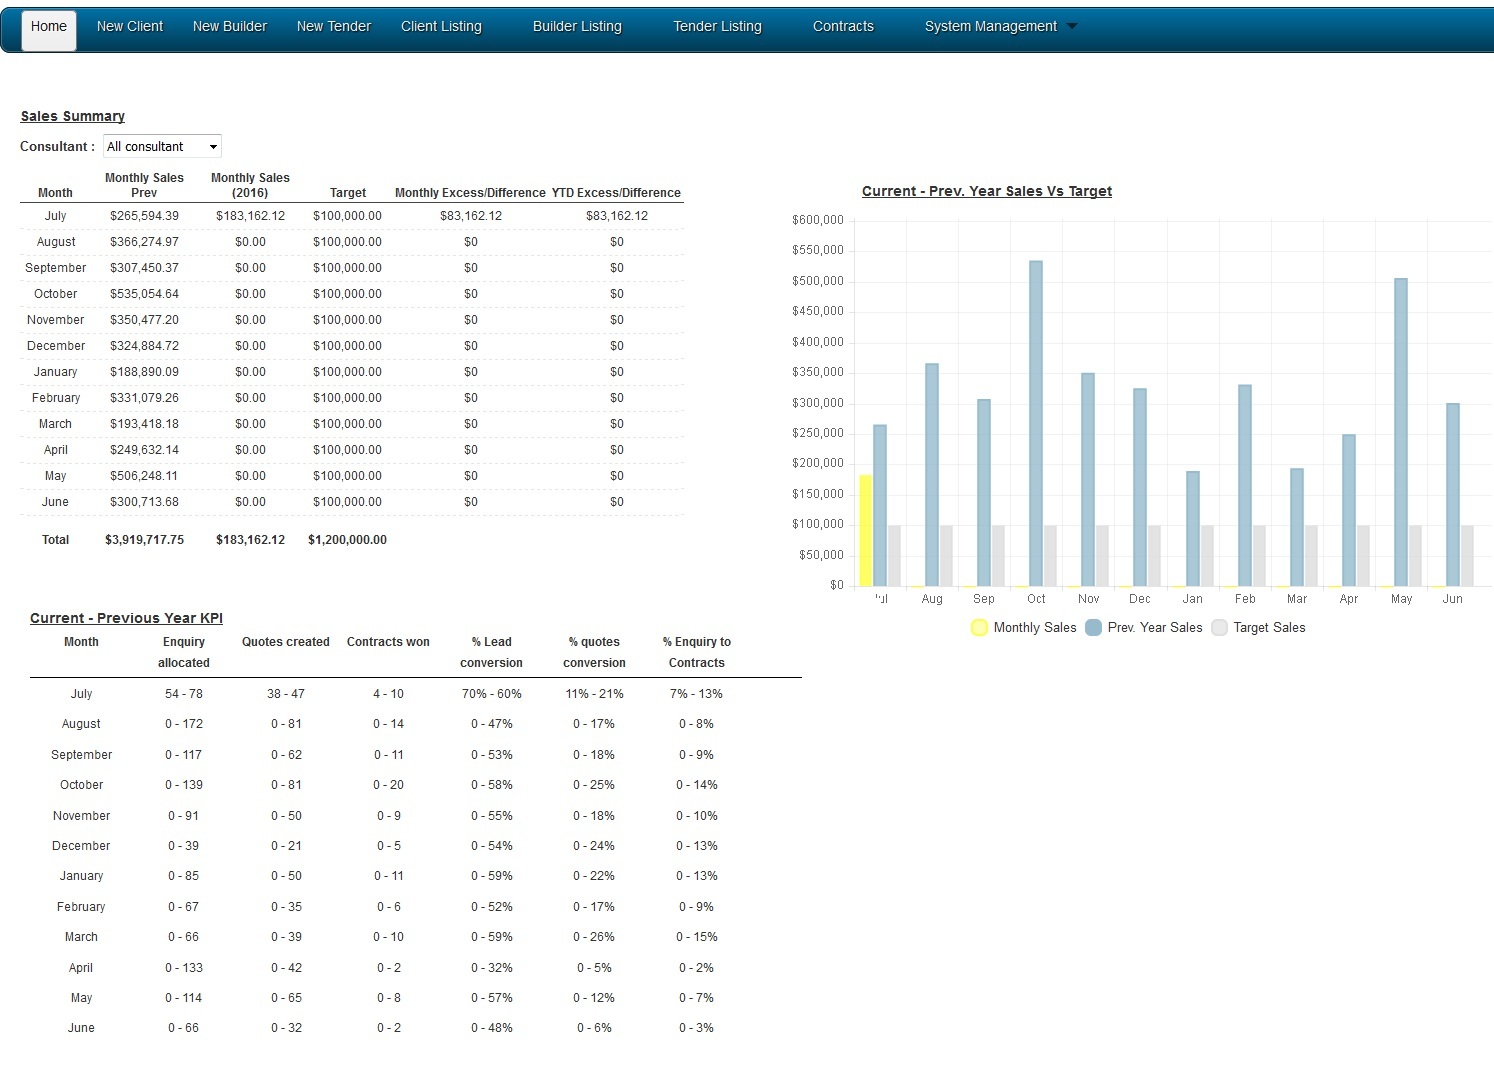 Home New Client New Builder New Tender Client Listing Builder Listing Tender Listing Contracts System Management
Sales Summary
Consultant : All consultant
Month Monthly Sales Prev Monthly Sales (2016) Target Monthly Excess/Difference YTD Excess/Difference
July $265,594.39 $183,162.12 $100,000.00 $83,162.12 $83,162.12
August $366,274.97 $0.00 $100,000.00 $0 $0
September $307,450.37 $0.00 $100,000.00 $0 $0
October $535,054.64 $0.00 $100,000.00 $0 $0
November $350,477.20 $0.00 $100,000.00 $0 $0
December $324,884.72 $0.00 $100,000.00 $0 $0
January $188,890.09 $0.00 $100,000.00 $0 $0
February $331,079.26 $0.00 $100,000.00 $0 $0
March $193,418.18 $0.00 $100,000.00 $0 $0
April $249,632.14 $0.00 $100,000.00 $0 $0
May $506,248.11 $0.00 $100,000.00 $0 $0
June $300,713.68 $0.00 $100,000.00 $0 $0
Total $3,919,717.75 $183,162.12 $1,200,000.00
Current - Prev. Year Sales Vs Target
$600,000
$550,000
$500,000
$450,000
$400,000
$350,000
$300,000
$250,000
$200,000
$150,000
$100,000
$50,000
$0
Jul Aug Sep Oct Nov Dec Jan Feb Mar Apr May Jun
Monthly Sales Prev. Year Sales Target Sales
Current - Previous Year KPI
Month Enquiry allocated Quotes created Contracts won % Lead conversion % quotes conversion % Enquiry to Contracts
July 54 - 78 38 - 47 4 - 10 70% - 60% 11% - 21% 7% - 13%
August 0 - 172 0 - 81 0 - 14 0 - 47% 0 - 17% 0 - 8%
September 0 - 117 0 - 62 0 - 11 0 - 53% 0 - 18% 0 - 9%
October 0 - 139 0 - 81 0 - 20 0 - 58% 0 - 25% 0 - 14%
November 0 - 91 0 - 50 0 - 9 0 - 55% 0 - 18% 0 - 10%
December 0 - 39 0 - 21 0 - 5 0 - 54% 0 - 24% 0 - 13%
January 0 - 85 0 - 50 0 - 11 0 - 59% 0 - 22% 0 - 13%
February 0 - 67 0 - 35 0 - 6 0 - 52% 0 - 17% 0 - 9%
March 0 - 66 0 - 39 0 - 10 0 - 59% 0 - 26% 0 - 15%
April 0 - 133 0 - 42 0 - 2 0 - 32% 0 - 5% 0 - 2%
May 0 - 114 0 - 65 0 - 8 0 - 57% 0 - 12% 0 - 7%
June 0 - 66 0 - 32 0 - 2 0 - 48% 0 - 6% 0 - 3%